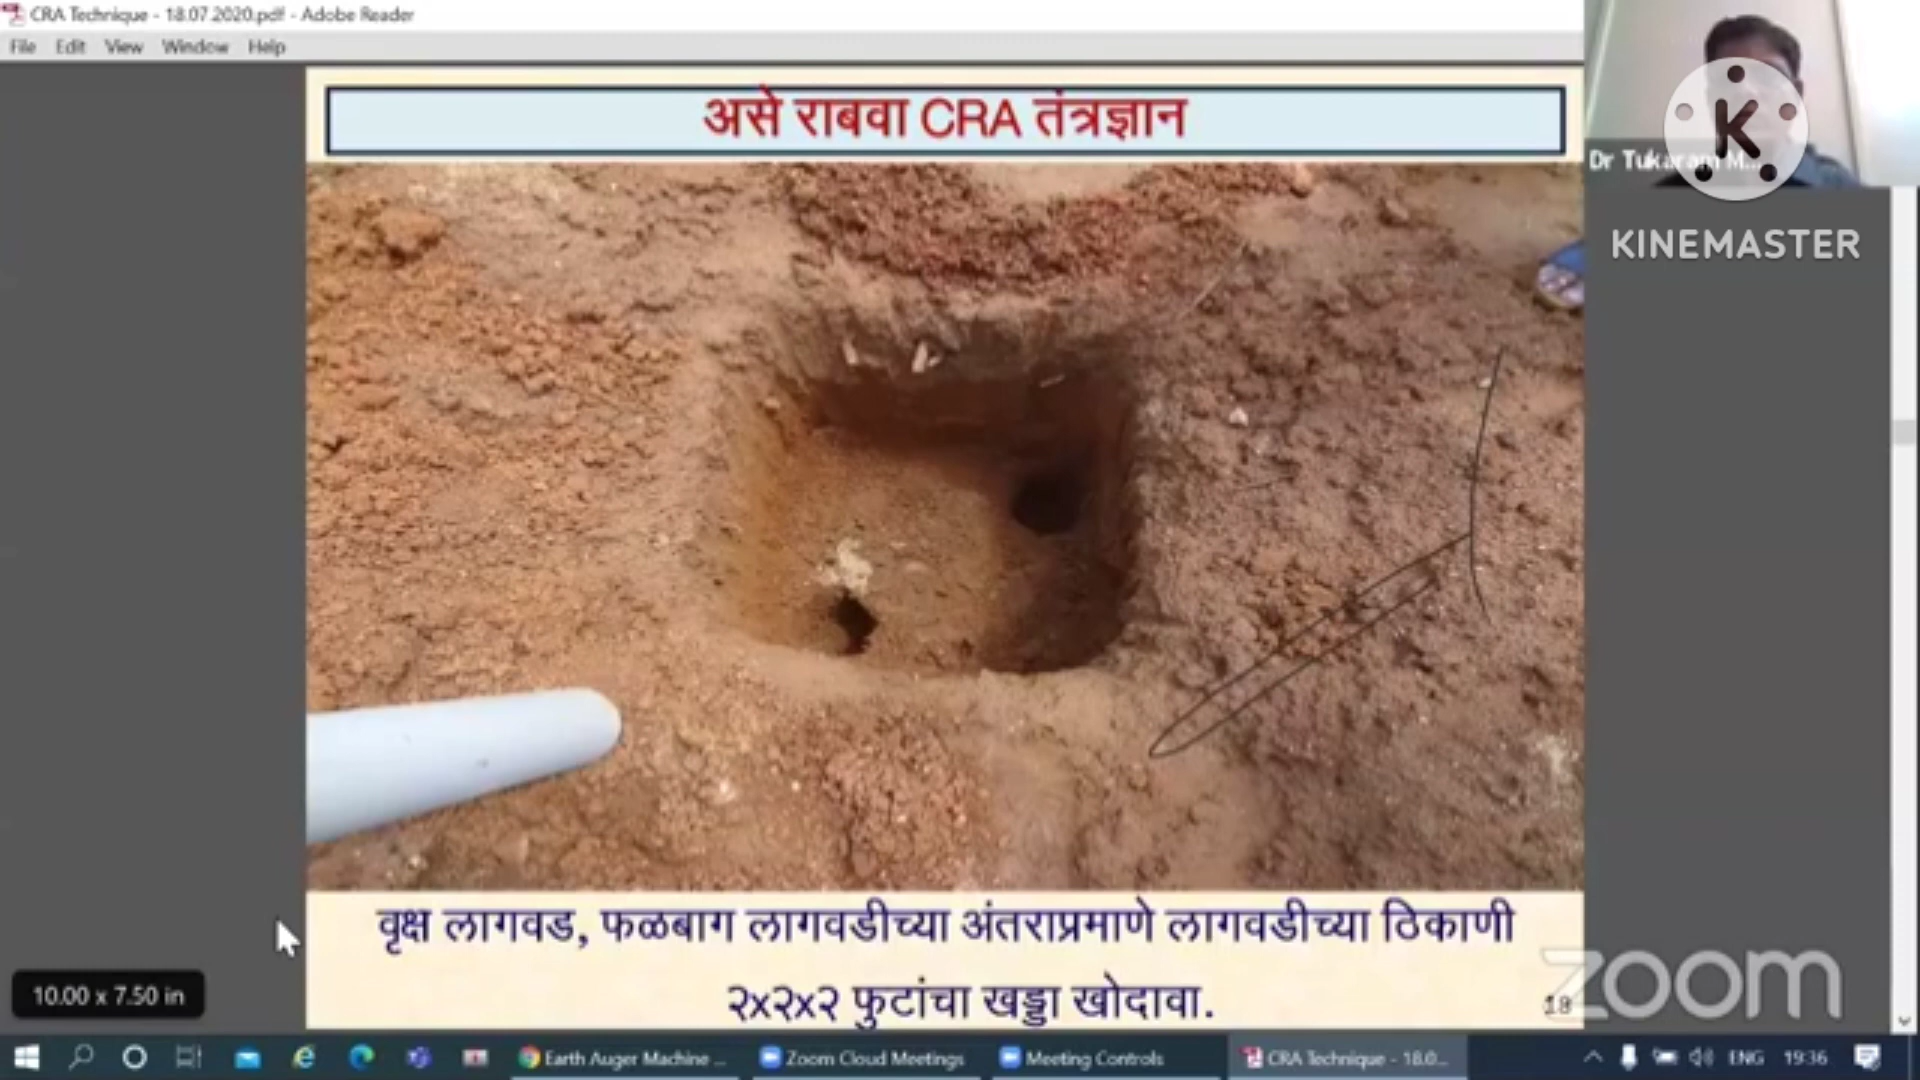 CRA Technique - 18.07.2020.pdf - Adobe Reader
File Edit View Window Help
असे राबवा CRA तंत्रज्ञान
Dr Tukaram M...
K
KINEMASTER
वृक्ष लागवड, फळबाग लागवडीच्या अंतराप्रमाणे लागवडीच्या ठिकाणी
२x२x२ फुटांचा खड्डा खोदावा.
18
zoom
10.00 x 7.50 in
Earth Auger Machine ... Zoom Cloud Meetings Meeting Controls CRA Technique - 18.0... ENG 19:36